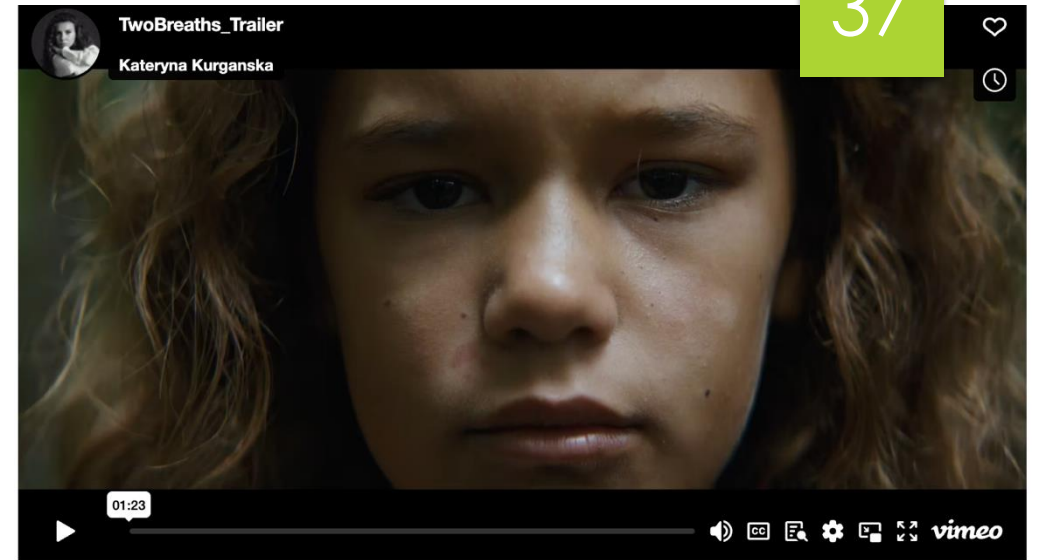 TwoBreaths_Trailer
37
Kateryna Kurganska
01:23
CC
vimeo